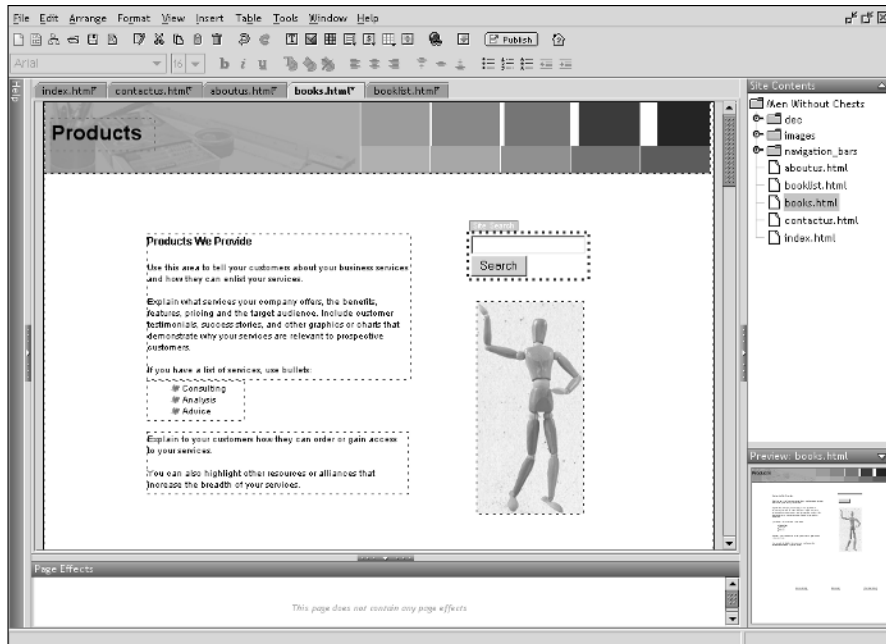 File Edit Arrange Format View Insert Table Tools Window Help
Publish
Arial 16 b i u
Help
index.html* contactus.html* aboutus.html* books.html* booklist.html*
Products
Products We Provide
Use this area to tell your customers about your business services
and how they can enlist your services.
Explain what services your company offers, the benefits,
features, pricing and the target audience. Include customer
testimonials, success stories, and other graphics or charts that
demonstrate why your services are relevant to prospective
customers.
If you have a list of services, use bullets:
Consulting
Analysis
Advice
Explain to your customers how they can order or gain access
to your services.
You can also highlight other resources or alliances that
increase the breadth of your services.
Site Search
Search
Site Contents
Men Without Chests
doc
images
navigation_bars
aboutus.html
booklist.html
books.html
contactus.html
index.html
Preview: books.html
Page Effects
This page does not contain any page effects